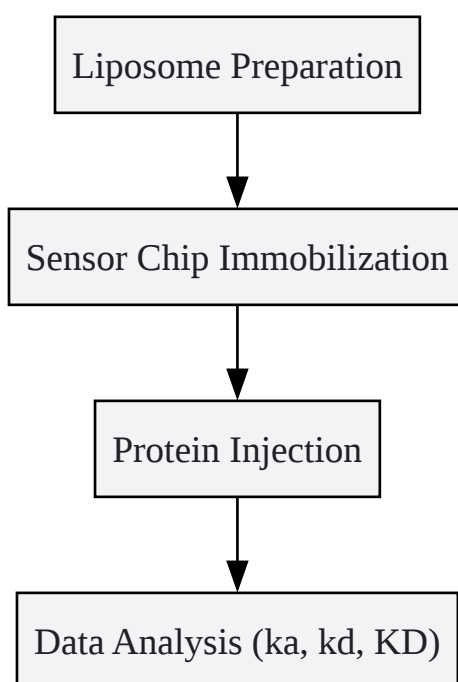 Liposome Preparation
Sensor Chip Immobilization
Protein Injection
Data Analysis (ka, kd, KD)